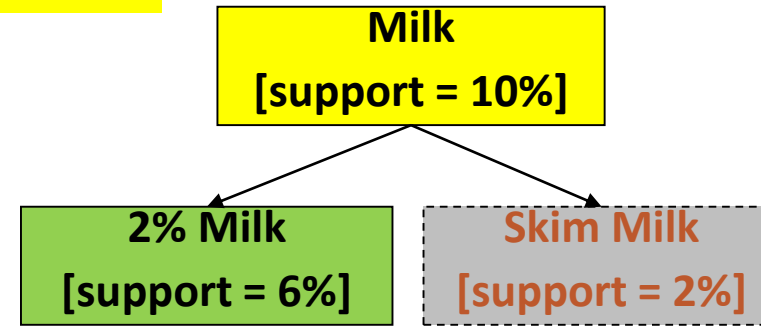 Milk
[support = 10%]
2% Milk
[support = 6%]
Skim Milk
[support = 2%]